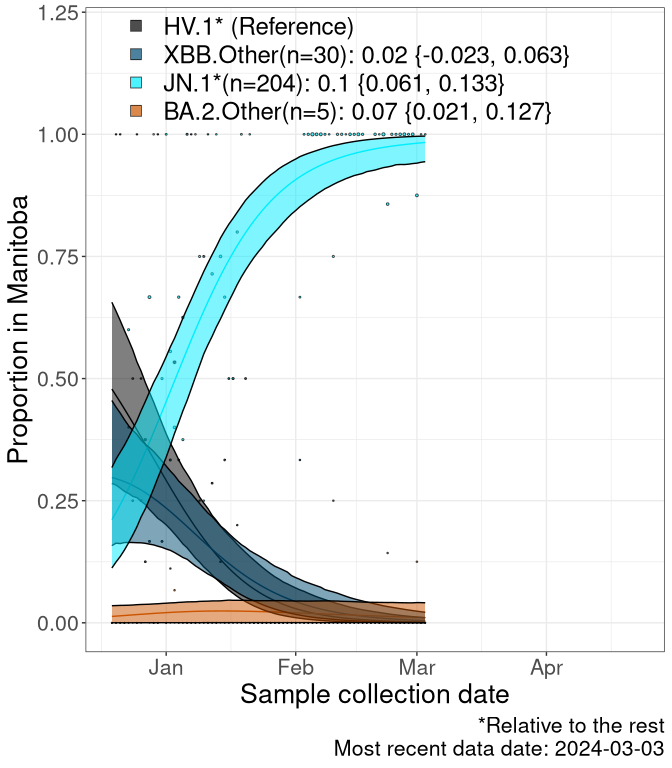 1.25
HV.1* (Reference)
XBB.Other(n=30): 0.02 {-0.023, 0.063}
JN.1*(n=204): 0.1 {0.061, 0.133}
BA.2.Other(n=5): 0.07 {0.021, 0.127}
1.00
0.75
0.50
0.25
0.00
Proportion in Manitoba
Jan Feb Mar Apr
Sample collection date
*Relative to the rest
Most recent data date: 2024-03-03